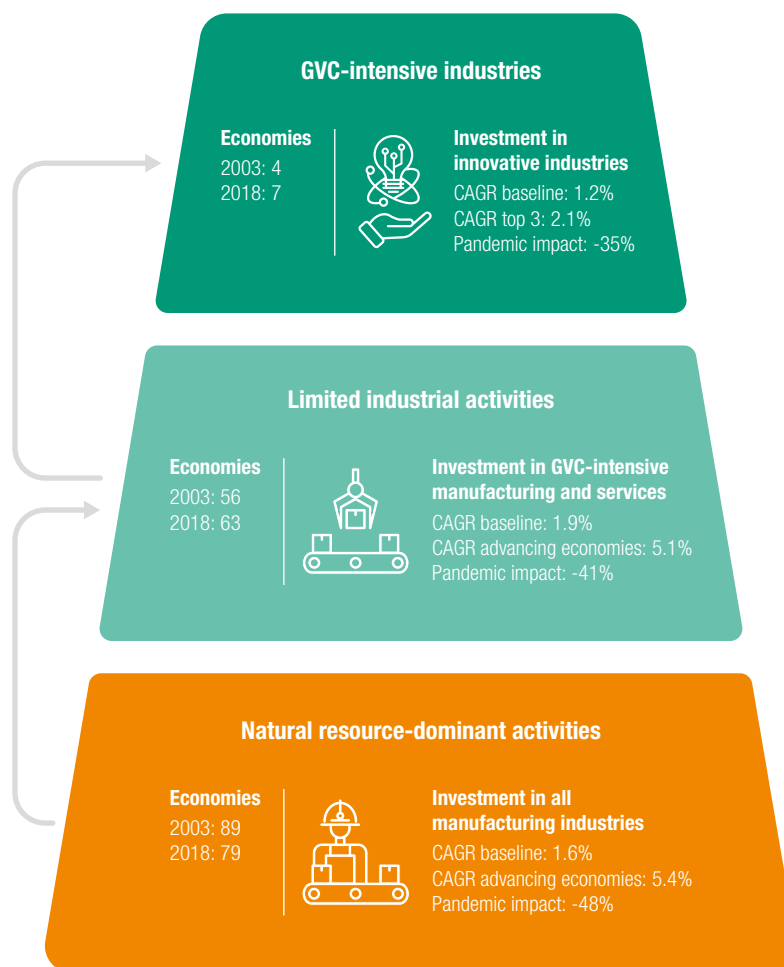 GVC-intensive industries
Economies
2003: 4
2018: 7
Investment in
innovative industries
CAGR baseline: 1.2%
CAGR top 3: 2.1%
Pandemic impact: -35%
Limited industrial activities
Economies
2003: 56
2018: 63
Investment in GVC-intensive
manufacturing and services
CAGR baseline: 1.9%
CAGR advancing economies: 5.1%
Pandemic impact: -41%
Natural resource-dominant activities
Economies
2003: 89
2018: 79
Investment in all
manufacturing industries
CAGR baseline: 1.6%
CAGR advancing economies: 5.4%
Pandemic impact: -48%